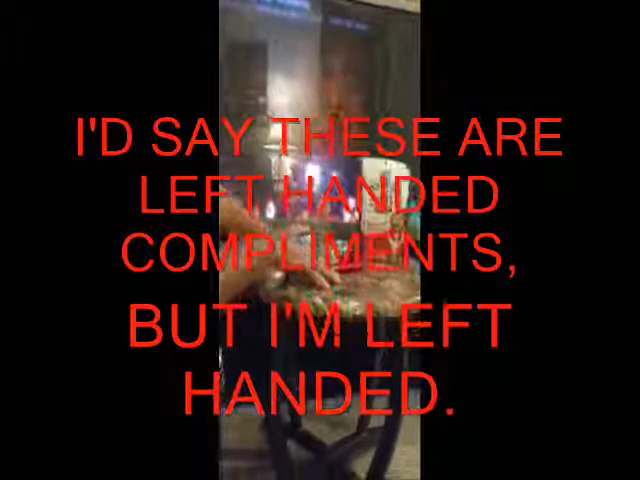 I'D SAY THESE ARE
LEFT HANDED
COMPLIMENTS,
BUT I'M LEFT
HANDED.